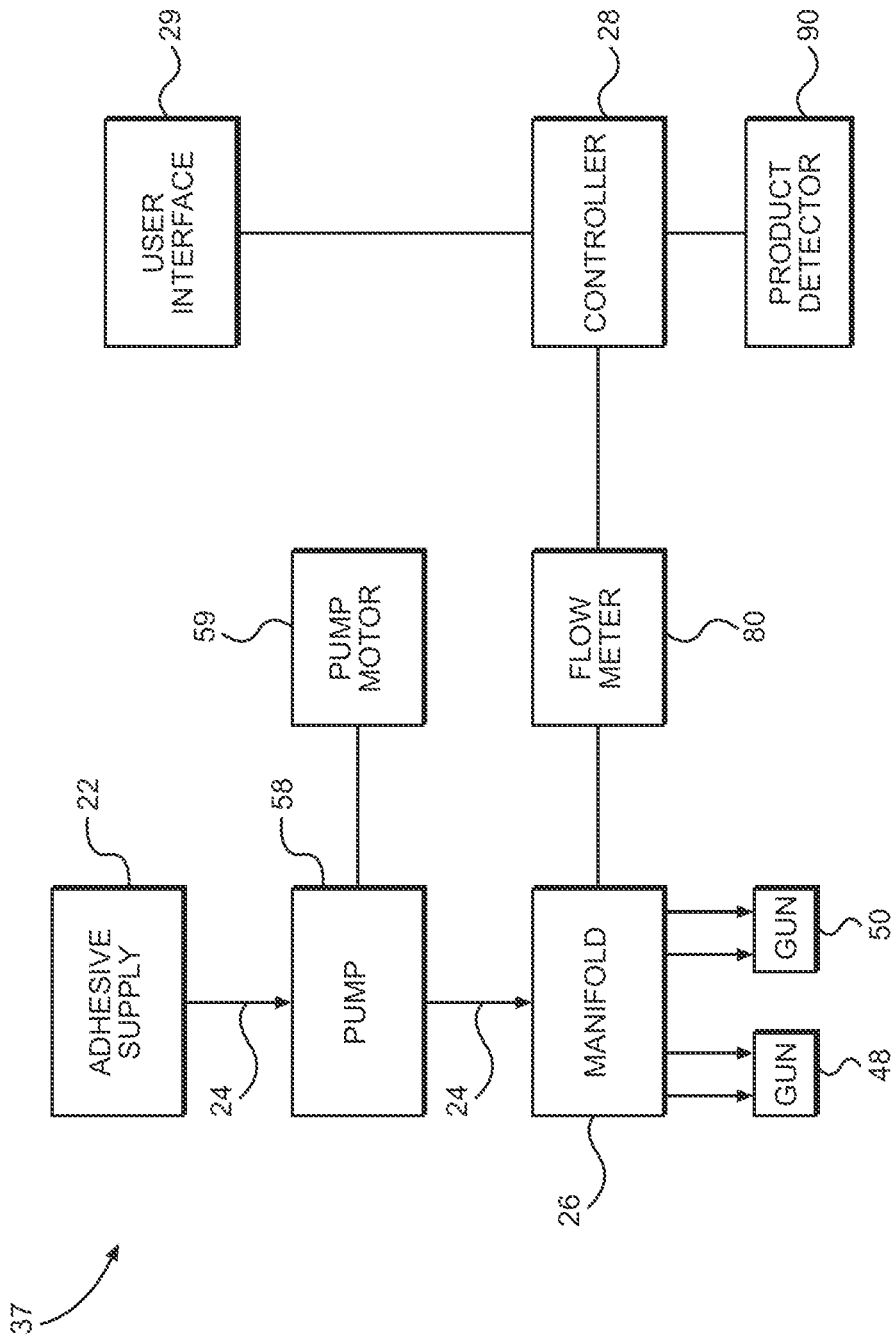 37
ADHESIVE
SUPPLY
22
24
PUMP
58
PUMP
MOTOR
59
24
MANIFOLD
26
GUN
48
GUN
50
FLOW
METER
80
USER
INTERFACE
29
CONTROLLER
28
PRODUCT
DETECTOR
90